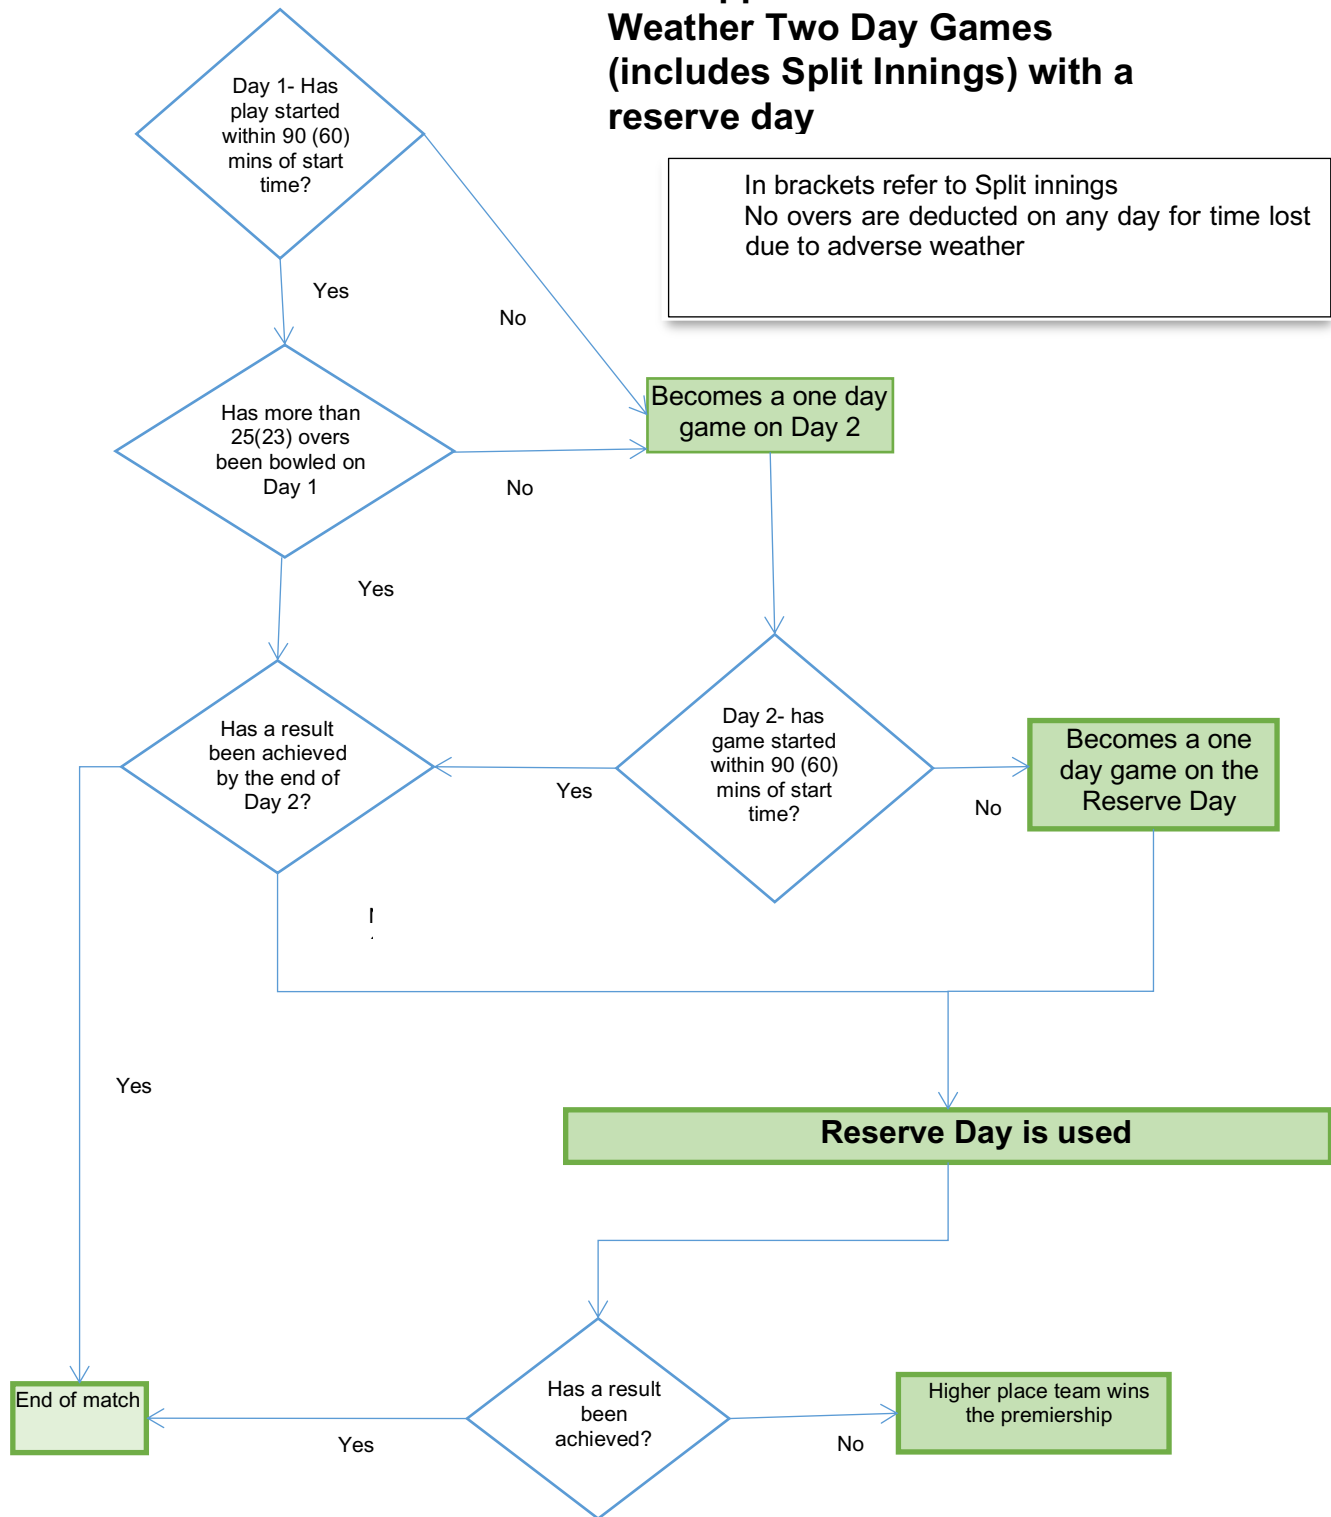 Weather Two Day Games
(includes Split Innings) with a
reserve day
Day 1- Has
play started
within 90 (60)
mins of start
time?
In brackets refer to Split innings
No overs are deducted on any day for time lost
due to adverse weather
Yes
No
Has more than
25(23) overs
been bowled on
Day 1
Becomes a one day
game on Day 2
No
Yes
Has a result
been achieved
by the end of
Day 2?
Day 2- has
game started
within 90 (60)
mins of start
time?
Becomes a one
day game on the
Reserve Day
Yes
No
Yes
Reserve Day is used
End of match
Has a result
been
achieved?
Higher place team wins
the premiership
Yes
No